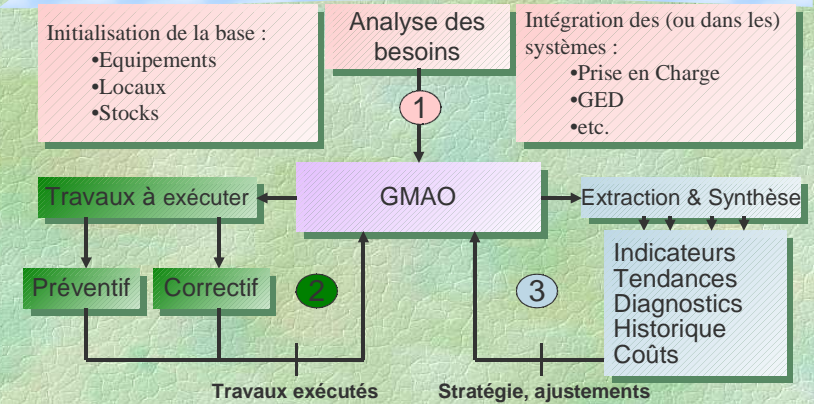 Initialisation de la base :
•Equipements
•Locaux
•Stocks
Analyse des
besoins
Intégration des (ou dans les)
systèmes :
•Prise en Charge
•GED
•etc.
1
Travaux à exécuter
GMAO
Extraction & Synthèse
Préventif
Correctif
2
3
Indicateurs
Tendances
Diagnostics
Historique
Coûts
Travaux exécutés
Stratégie, ajustements